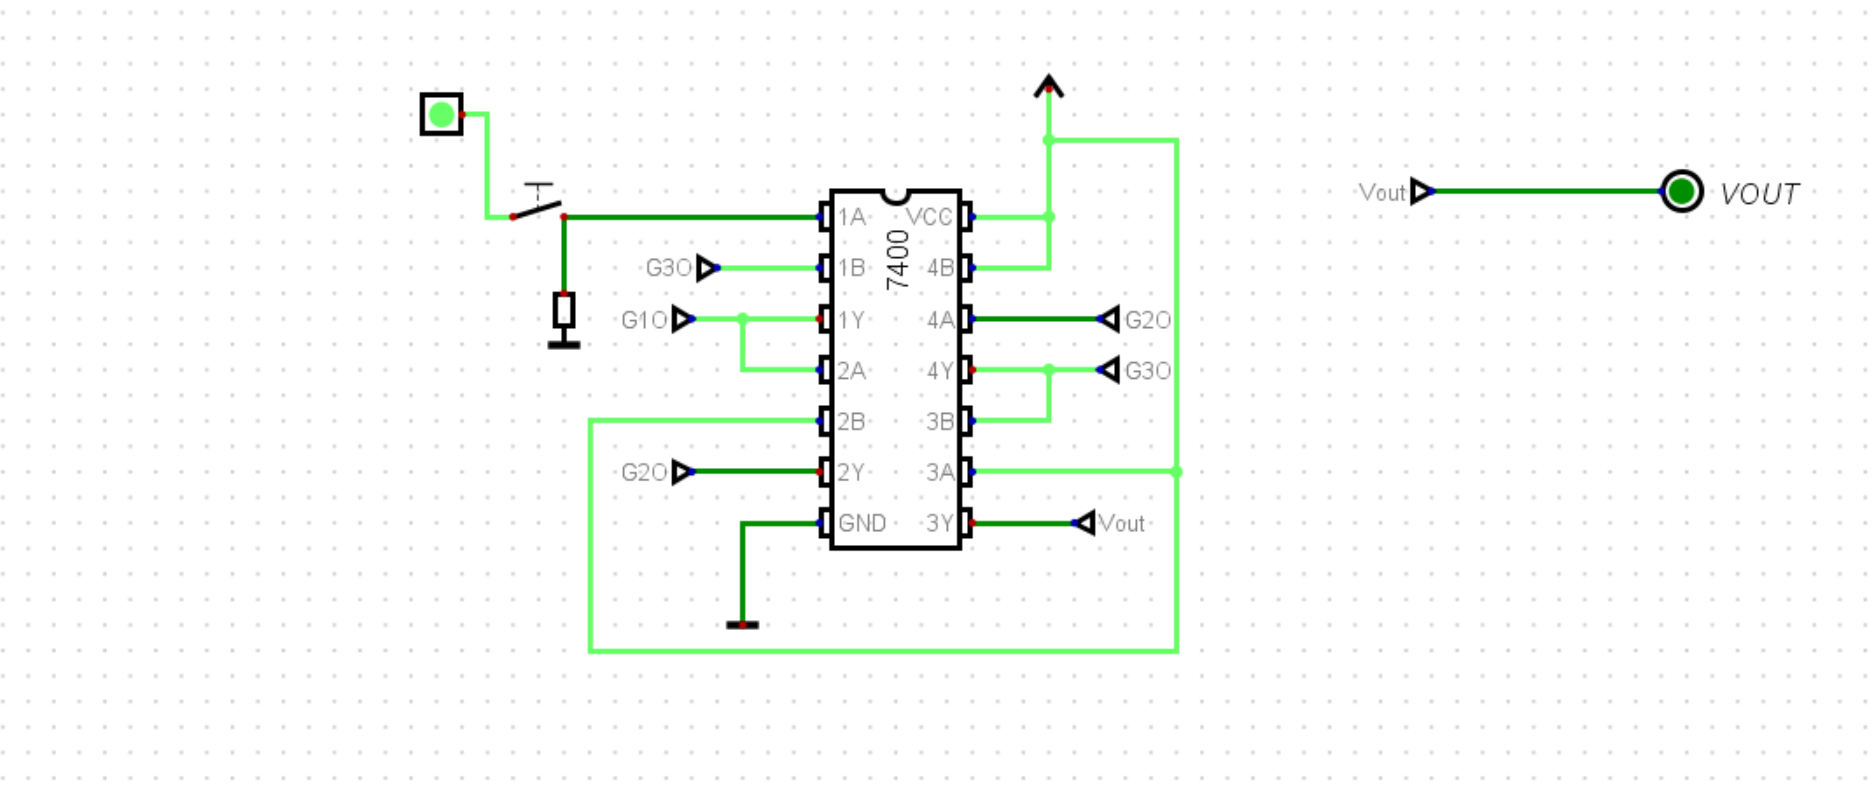 1A VCC
G3O 1B 7400 4B
G1O 1Y 4A G2O
2A 4Y G3O
2B 3B
G2O 2Y 3A
GND 3Y Vout
Vout VOUT